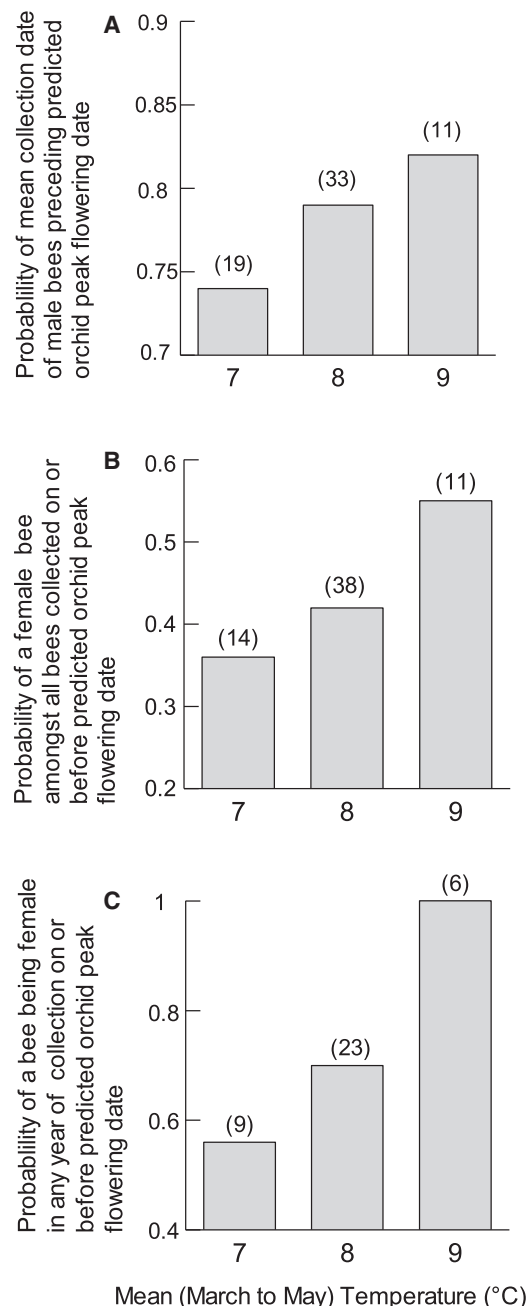 A
Probablility of mean collection date
of male bees preceding predicted
orchid peak flowering date
0.9
0.85
0.8
0.75
0.7
(19)
(33)
(11)
7
8
9
B
Probability of a female bee
amongst all bees collected on or
before predicted orchid peak
flowering date
0.6
0.5
0.4
0.3
0.2
(14)
(38)
(11)
7
8
9
C
Probablility of a bee being female
in any year of collection on or
before predicted orchid peak
flowering date
1
0.8
0.6
0.4
(9)
(23)
(6)
7
8
9
Mean (March to May) Temperature (°C)